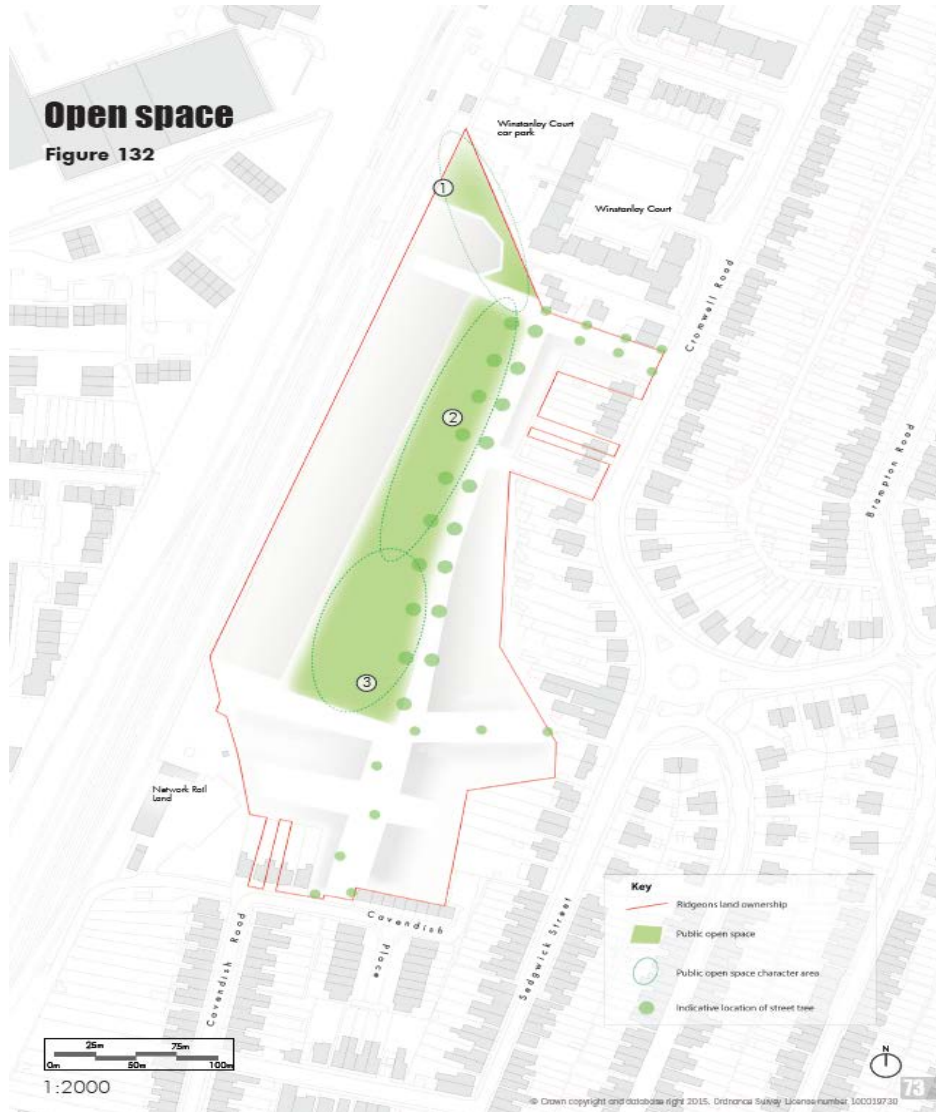 Open space
Figure 132
Winstanley Court
car park
1
Winstanley Court
Cromwell Road
2
Brampton Road
3
Network Rail
Land
Key
Ridgeons land ownership
Public open space
Public open space character area
Indicative location of street tree
Cavendish
Place
Cavendish Road
Sedgwick Street
25m 75m
0m 50m 100m
1:2000
N
73
© Crown copyright and database right 2015. Ordnance Survey License number 100019730